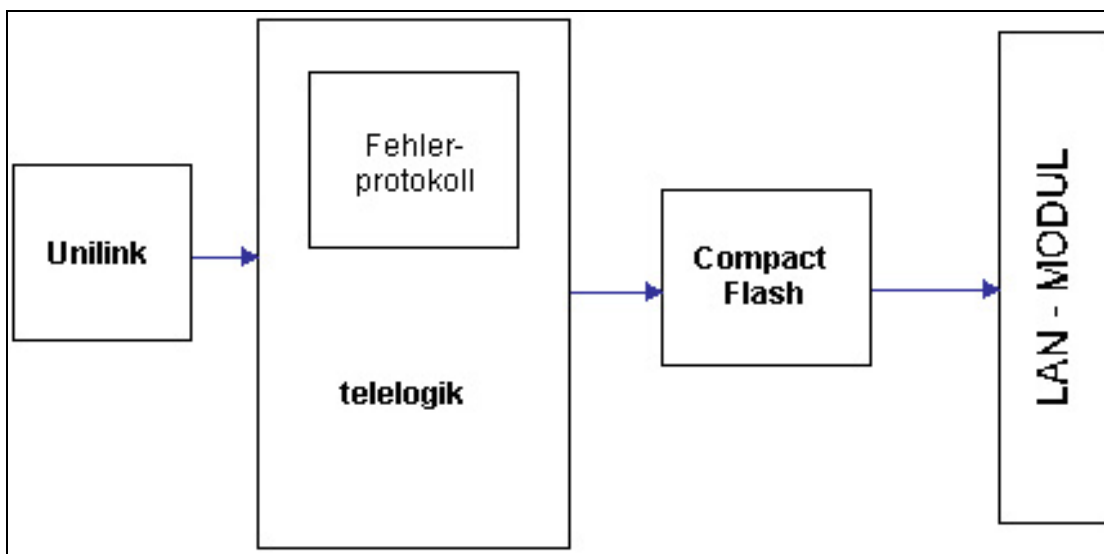 Unilink
Fehler-
protokoll
telelogik
Compact
Flash
LAN - MODUL